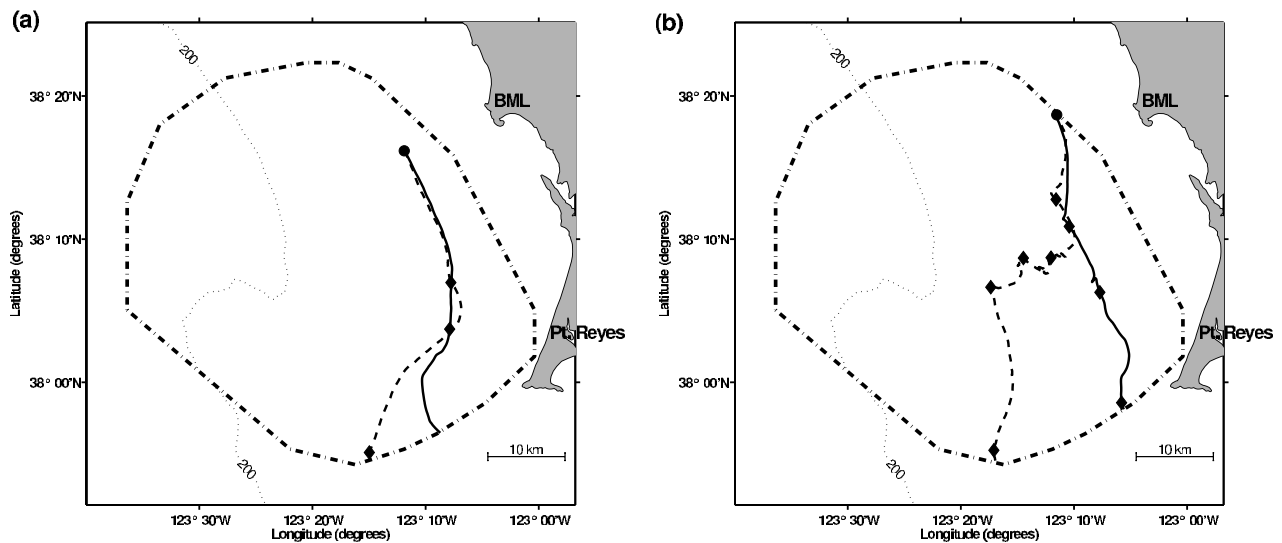 (a)
200
38° 20'N
BML
38° 10'N
Latitude (degrees)
Pt. Reyes
38° 00'N
10 km
200
123° 30'W 123° 20'W 123° 10'W 123° 00'W
Longitude (degrees)
(b)
200
38° 20'N
BML
38° 10'N
Latitude (degrees)
Pt. Reyes
38° 00'N
10 km
200
123° 30'W 123° 20'W 123° 10'W 123° 00'W
Longitude (degrees)